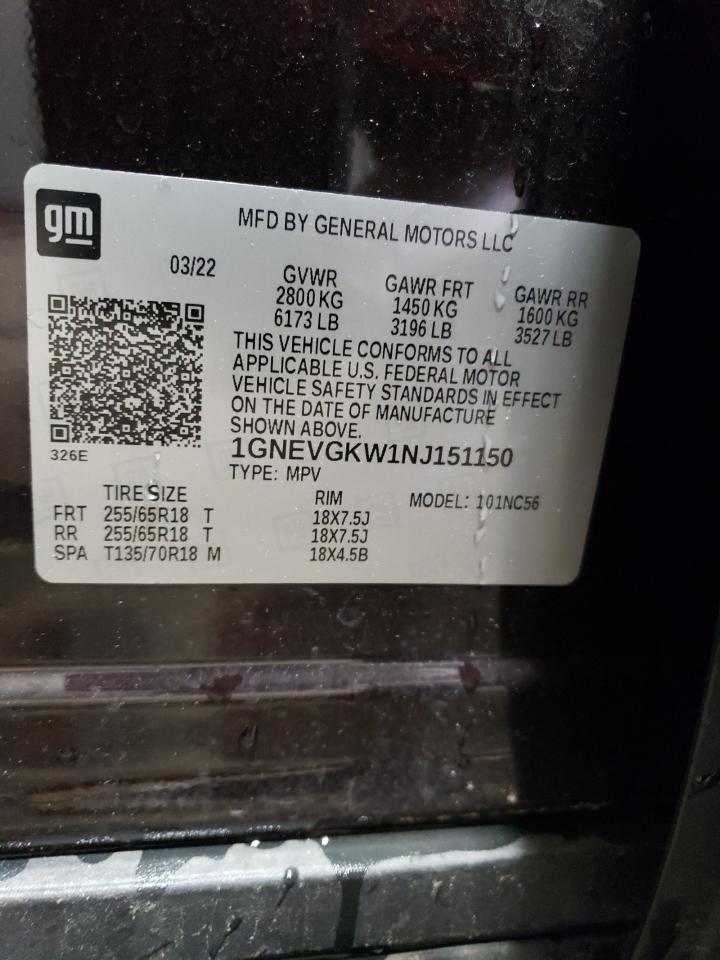 gm
MFD BY GENERAL MOTORS LLC
03/22
GVWR
2800 KG
6173 LB
GAWR FRT
1450 KG
3196 LB
GAWR RR
1600 KG
3527 LB
THIS VEHICLE CONFORMS TO ALL
APPLICABLE U.S. FEDERAL MOTOR
VEHICLE SAFETY STANDARDS IN EFFECT
ON THE DATE OF MANUFACTURE
SHOWN ABOVE.
326E
1GNEVGKW1NJ151150
TYPE: MPV
TIRE SIZE RIM MODEL: 101NC56
FRT 255/65R18 T 18X7.5J
RR 255/65R18 T 18X7.5J
SPA T135/70R18 M 18X4.5B